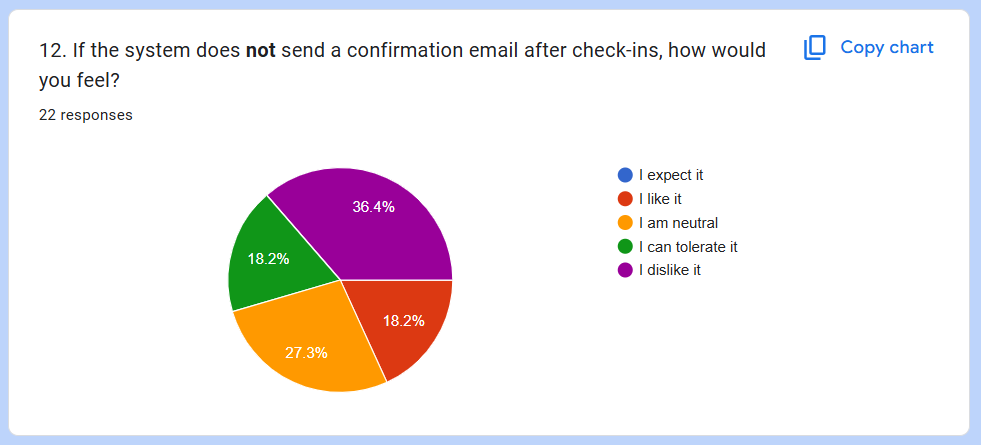 12. If the system does not send a confirmation email after check-ins, how would
you feel?
Copy chart
22 responses
36.4%
18.2%
18.2%
27.3%
I expect it
I like it
I am neutral
I can tolerate it
I dislike it